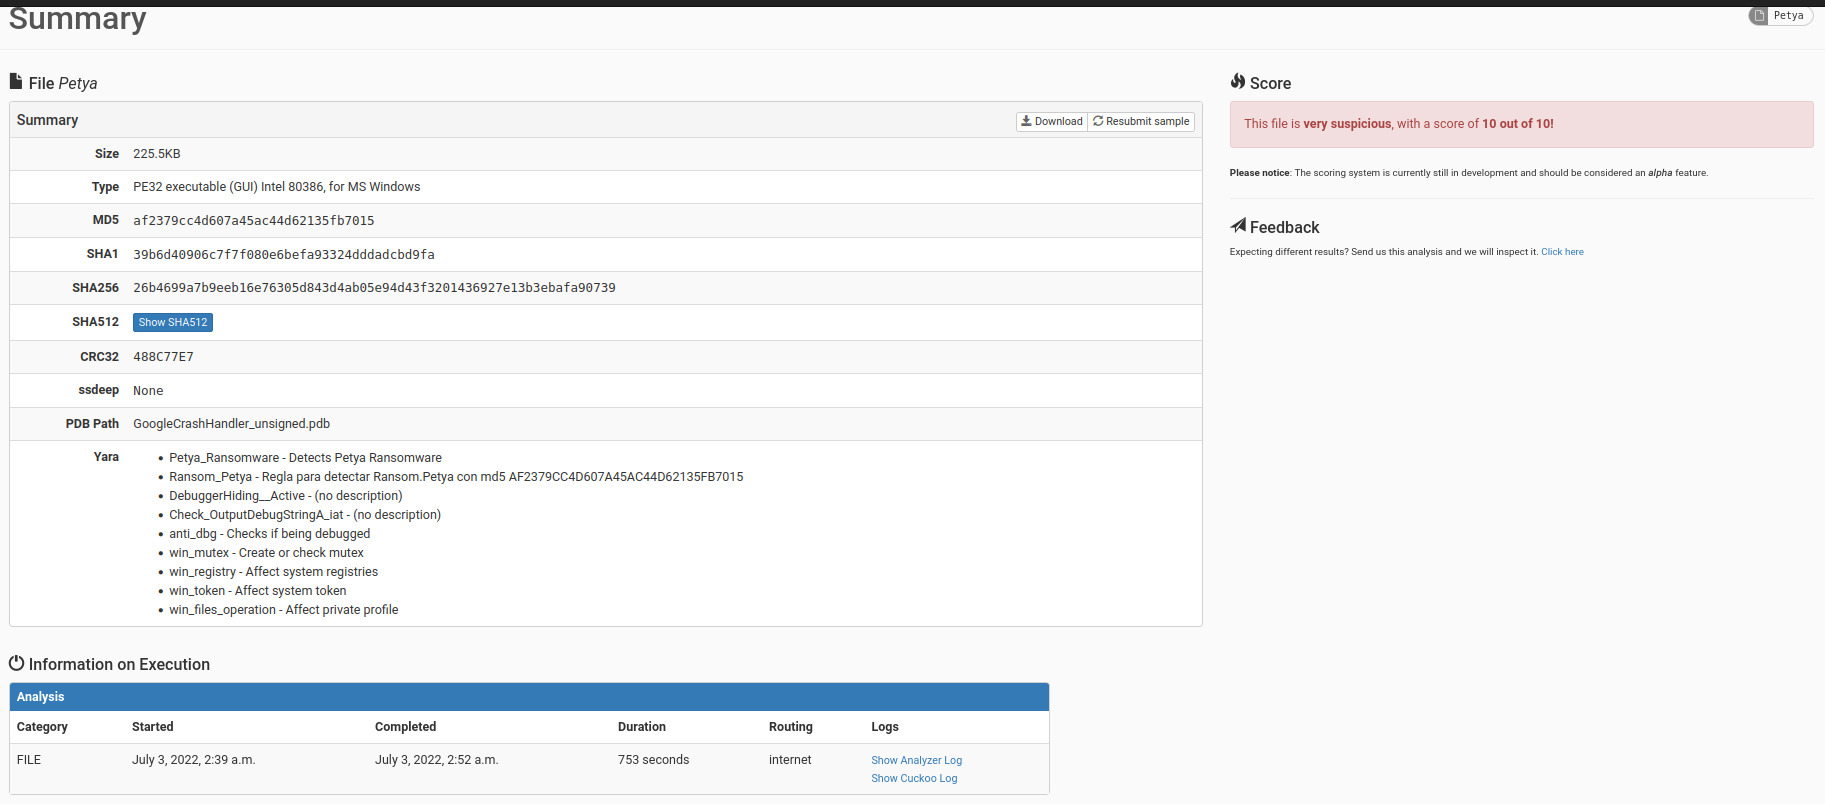 Summary
Petya
File Petya
Summary
Download
Resubmit sample
Size 225.5KB
Type PE32 executable (GUI) Intel 80386, for MS Windows
MD5 af2379cc4d607a45ac44d62135fb7015
SHA1 39b6d40906c7f7f080e6befa93324dddadcbd9fa
SHA256 26b4699a7b9eeb16e76305d843d4ab05e94d43f3201436927e13b3ebafa90739
SHA512 Show SHA512
CRC32 488C77E7
ssdeep None
PDB Path GoogleCrashHandler_unsigned.pdb
Yara
• Petya_Ransomware - Detects Petya Ransomware
• Ransom_Petya - Regla para detectar Ransom.Petya con md5 AF2379CC4D607A45AC44D62135FB7015
• DebuggerHiding__Active - (no description)
• Check_OutputDebugStringA_iat - (no description)
• anti_dbg - Checks if being debugged
• win_mutex - Create or check mutex
• win_registry - Affect system registries
• win_token - Affect system token
• win_files_operation - Affect private profile
Score
This file is very suspicious, with a score of 10 out of 10!
Please notice: The scoring system is currently still in development and should be considered an alpha feature.
Feedback
Expecting different results? Send us this analysis and we will inspect it. Click here
Information on Execution
Analysis
Category Started Completed Duration Routing Logs
FILE July 3, 2022, 2:39 a.m. July 3, 2022, 2:52 a.m. 753 seconds internet Show Analyzer Log
Show Cuckoo Log